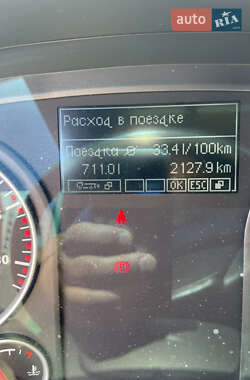 auto RIA
Расход в поездке
Поездка Ø 33.4l/100km
711.0l 2127.9km
OK ESC